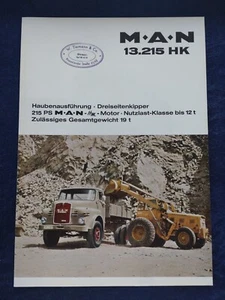 M·A·N
13.215 HK
Haubenausführung · Dreiseitenkipper
215 PS M·A·N - Motor · Nutzlast-Klasse bis 12 t
Zulässiges Gesamtgewicht 19 t